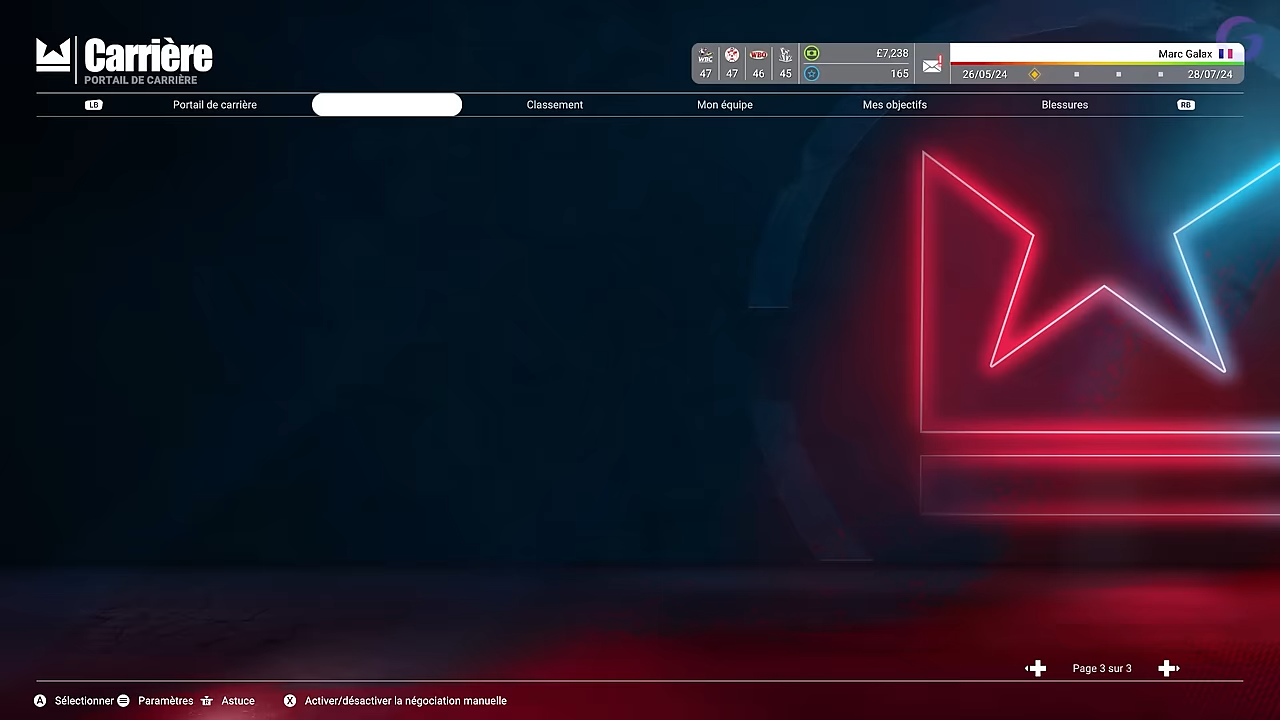 Carrière
PORTAIL DE CARRIÈRE
WBC
WBO
47
47
46
45
£7,238
165
Marc Galax
26/05/24
28/07/24
LB
Portail de carrière
Classement
Mon équipe
Mes objectifs
Blessures
RB
Page 3 sur 3
A Sélectionner
Paramètres
Astuce
X Activer/désactiver la négociation manuelle